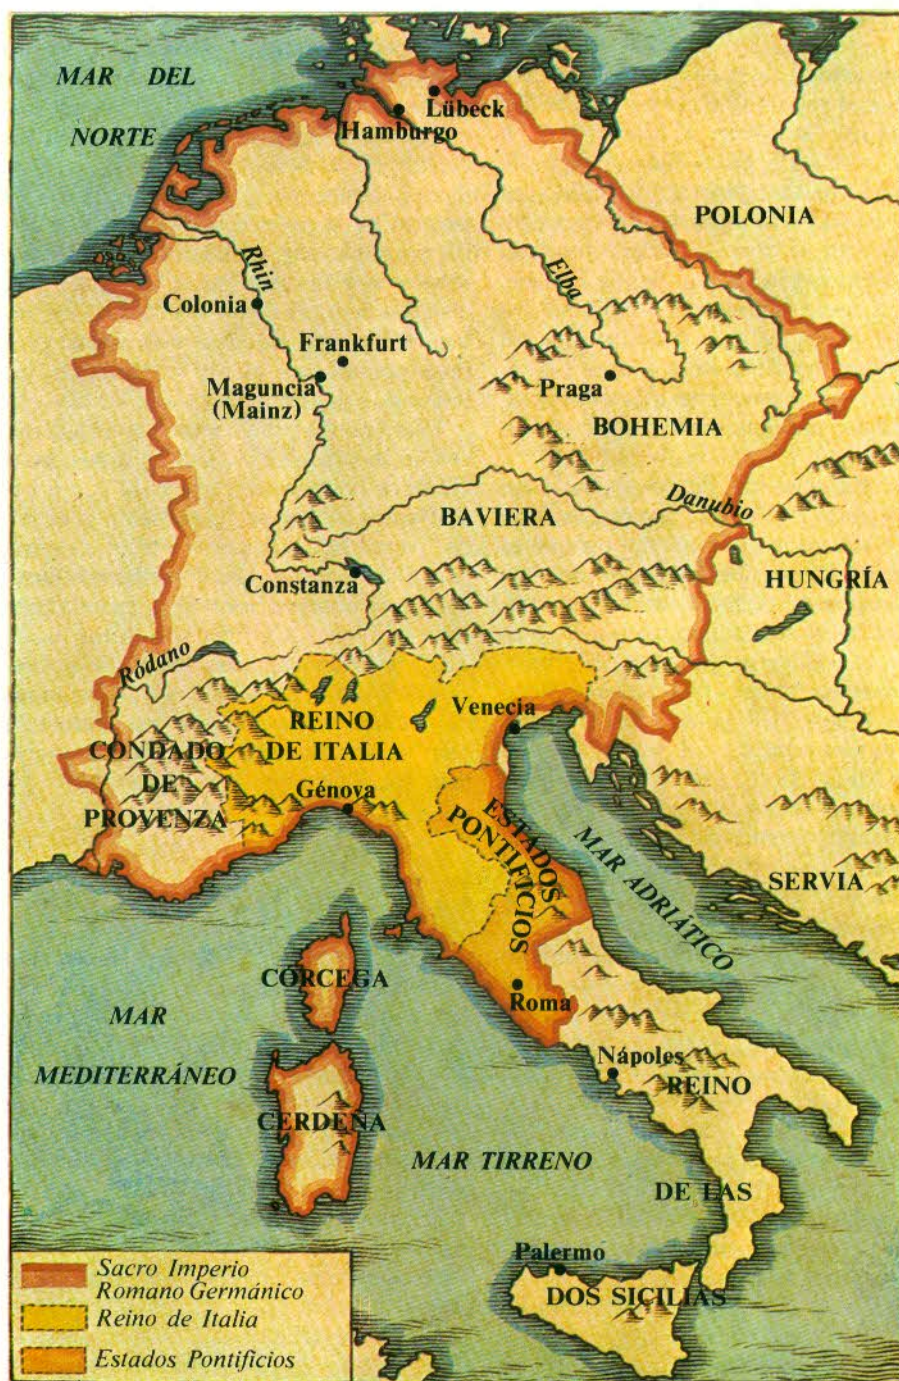 MAR DEL
NORTE
Lübeck
Hamburgo
POLONIA
Rhin
Elba
Colonia
Frankfurt
Maguncia
(Mainz)
Praga
BOHEMIA
Danubio
BAVIERA
Constanza
HUNGRÍA
Ródano
Venecia
REINO
DE ITALIA
CONDADO
DE
PROVENZA
Génova
ESTADOS
PONTIFICIOS
MAR ADRIÁTICO
SERVIA
CÓRCEGA
Roma
MAR
MEDITERRÁNEO
Nápoles
REINO
CERDEÑA
MAR TIRRENO
DE LAS
Palermo
DOS SICILIAS
Sacro Imperio
Romano Germánico
Reino de Italia
Estados Pontificios